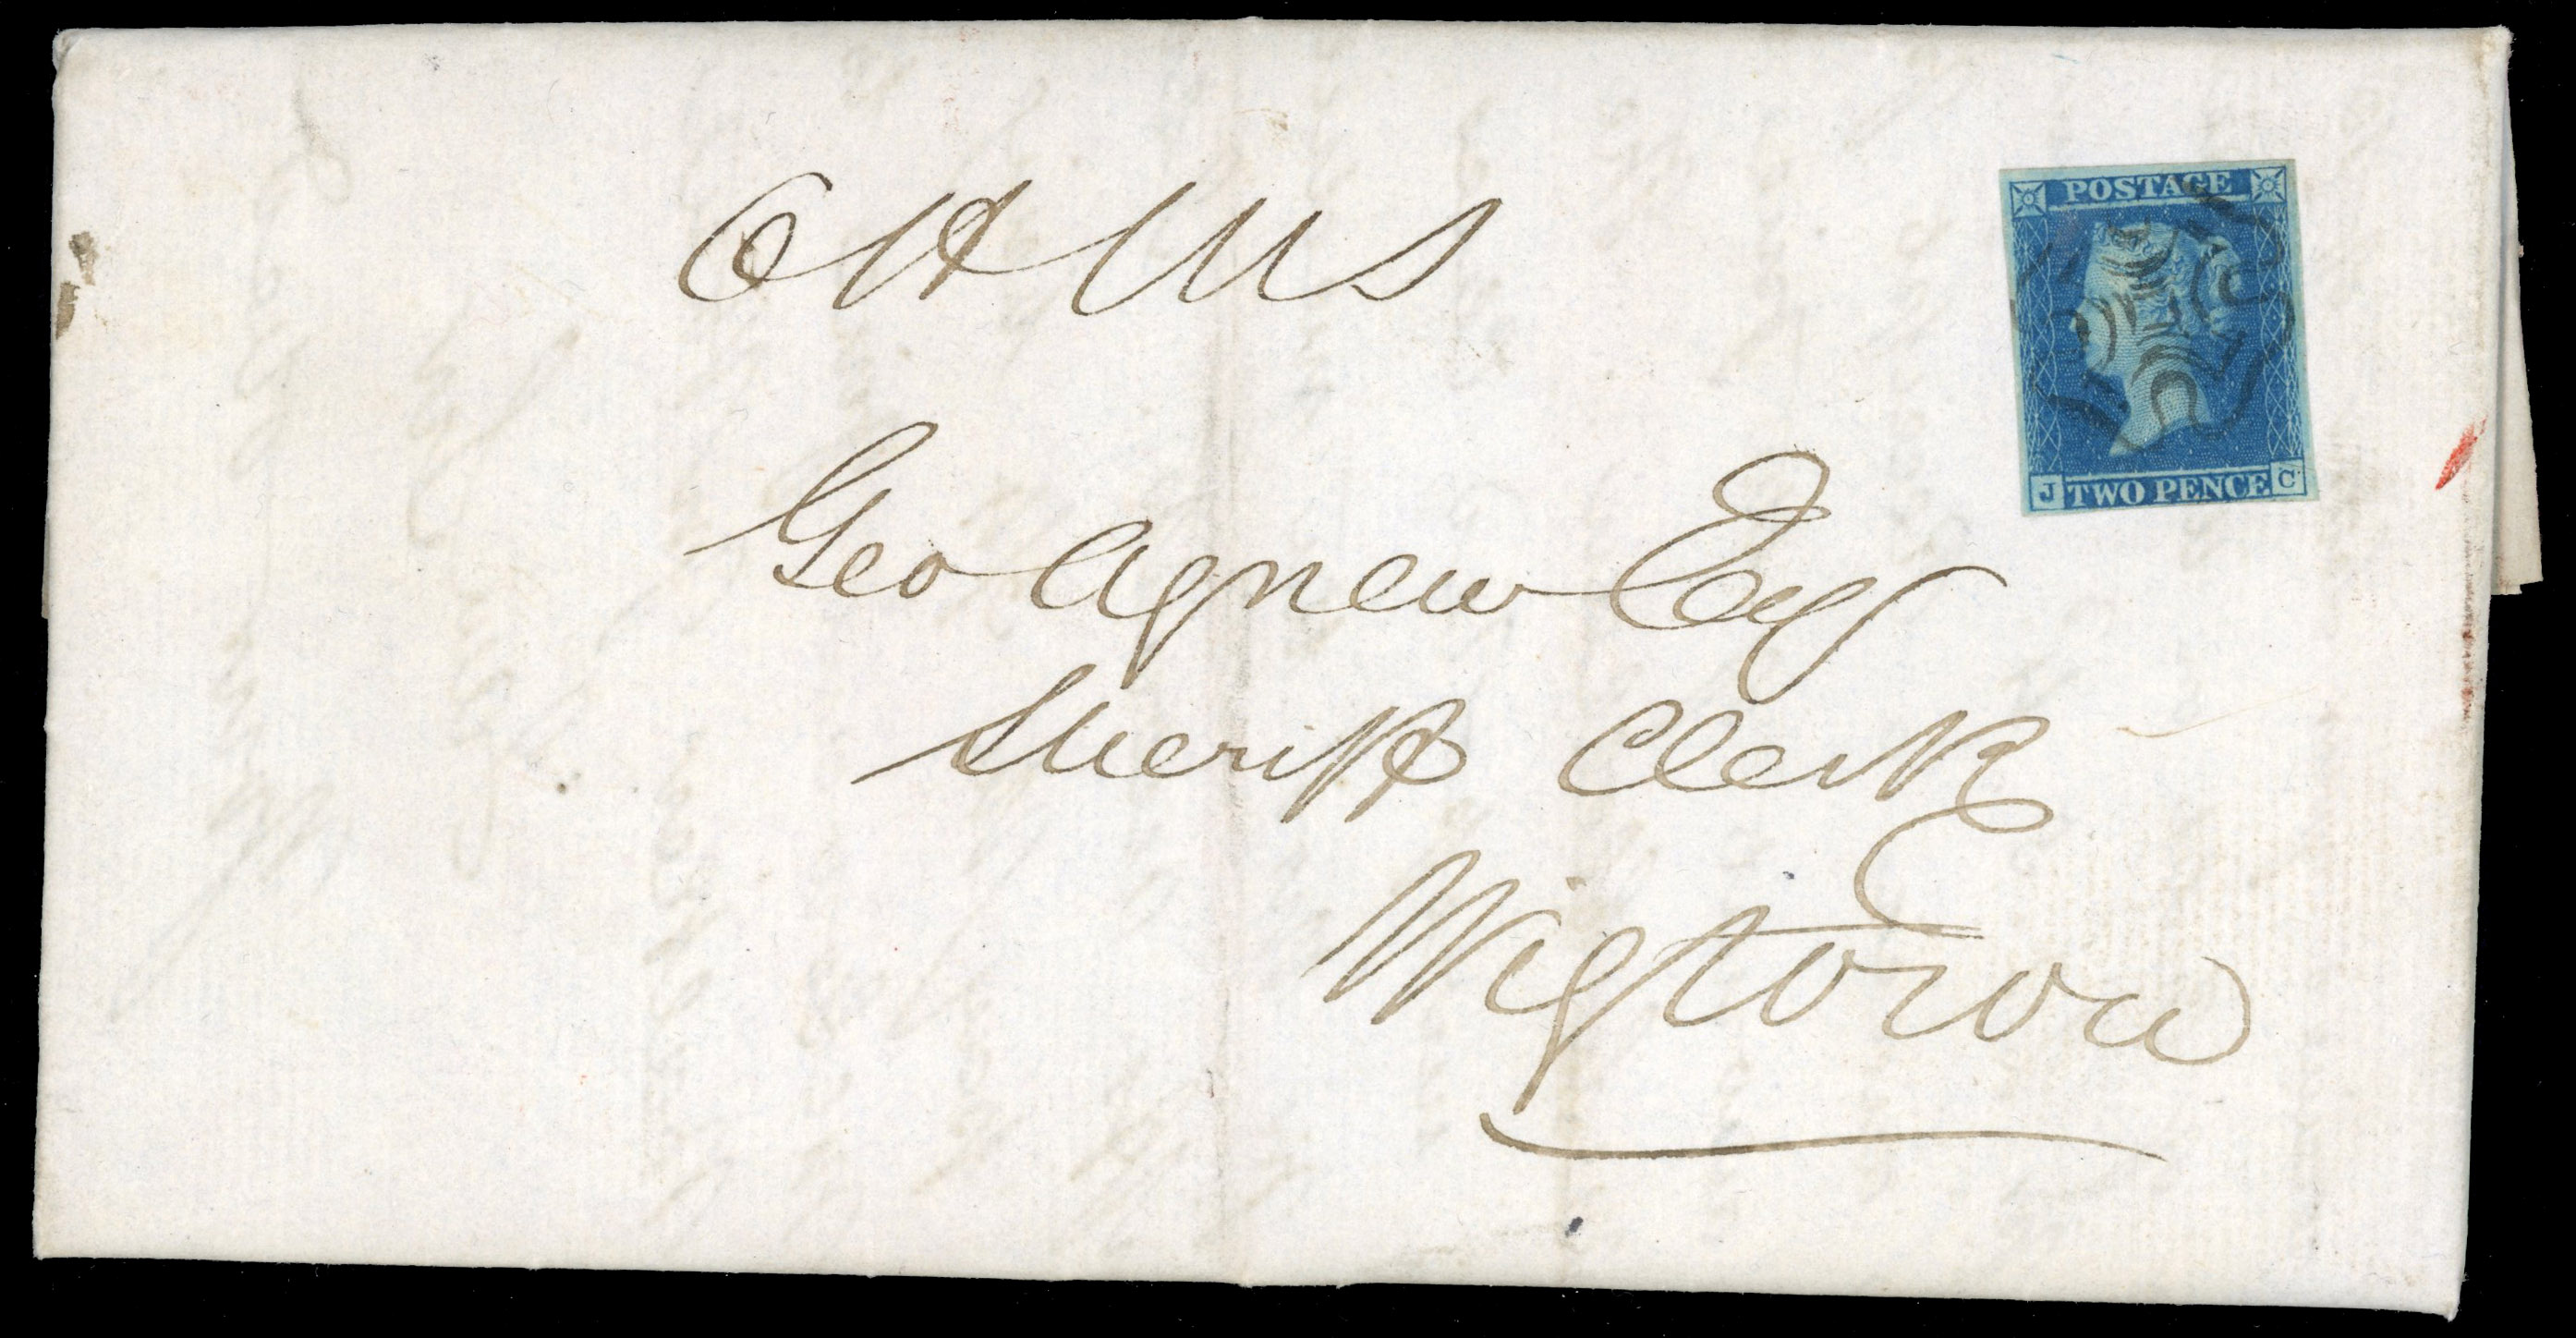 OHMS
POSTAGE
J TWO PENCE C
Geo Agnew Esq
Sheriff Clerk
Wigtown